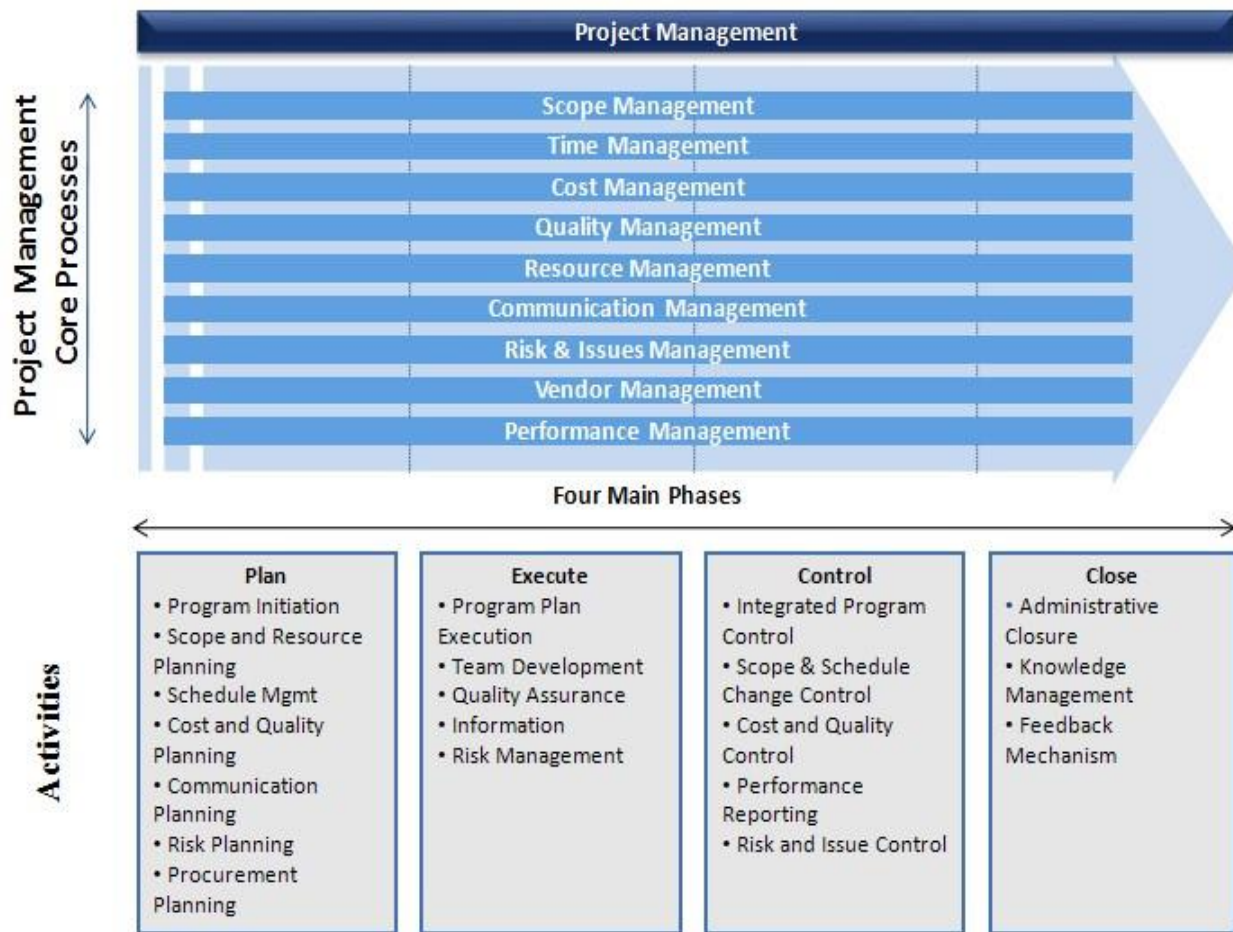 Project Management
Project Management
Core Processes
Scope Management
Time Management
Cost Management
Quality Management
Resource Management
Communication Management
Risk & Issues Management
Vendor Management
Performance Management
Four Main Phases
Activities
Plan
• Program Initiation
• Scope and Resource
Planning
• Schedule Mgmt
• Cost and Quality
Planning
• Communication
Planning
• Risk Planning
• Procurement
Planning
Execute
• Program Plan
Execution
• Team Development
• Quality Assurance
• Information
• Risk Management
Control
• Integrated Program
Control
• Scope & Schedule
Change Control
• Cost and Quality
Control
• Performance
Reporting
• Risk and Issue Control
Close
• Administrative
Closure
• Knowledge
Management
• Feedback
Mechanism